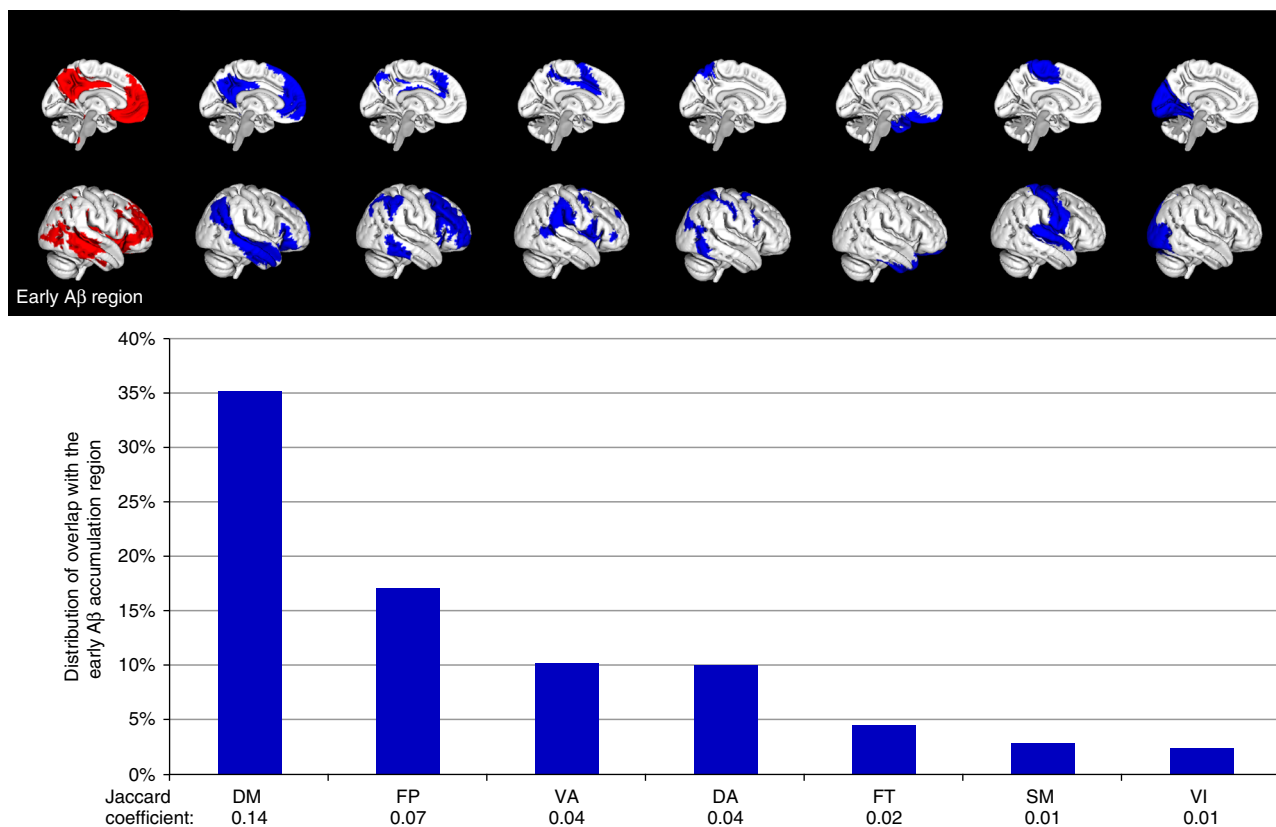 Early Aβ region
40%
35%
30%
25%
20%
15%
10%
5%
0%
Distribution of overlap with the
early Aβ accumulation region
DM FP VA DA FT SM VI
Jaccard
coefficient: 0.14 0.07 0.04 0.04 0.02 0.01 0.01